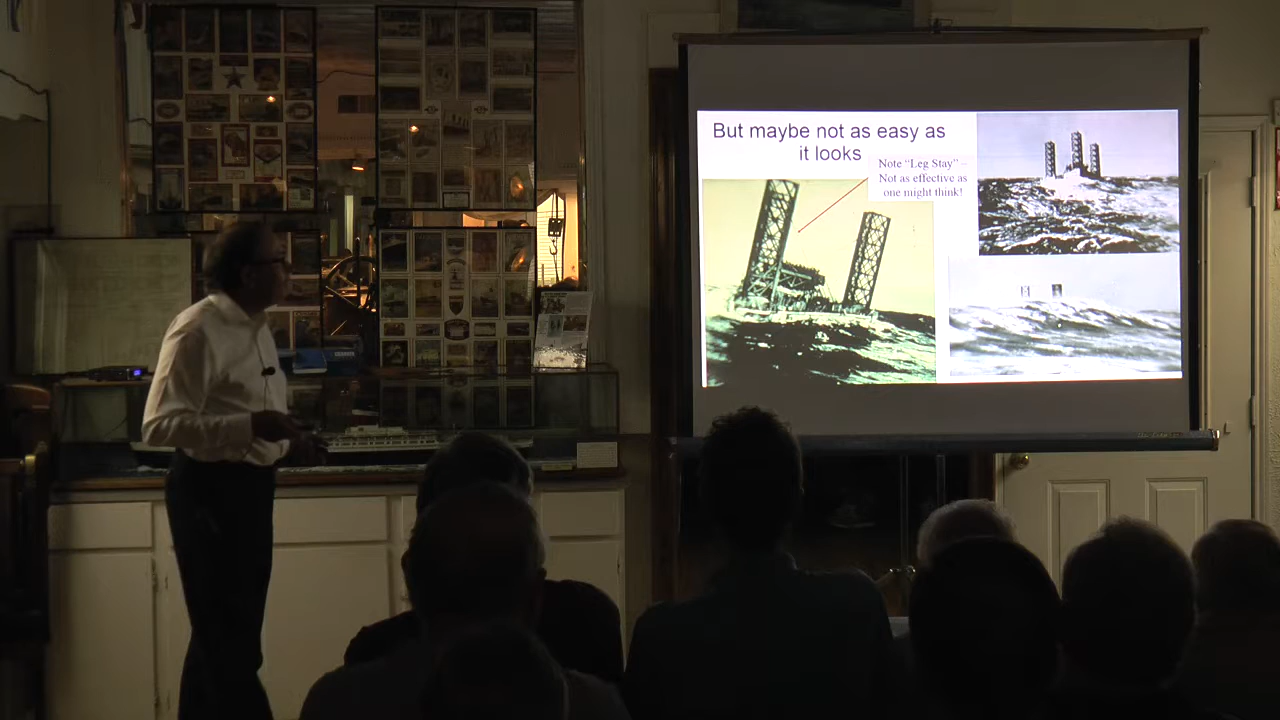 But maybe not as easy as
it looks
Note “Leg Stay” –
Not as effective as
one might think!